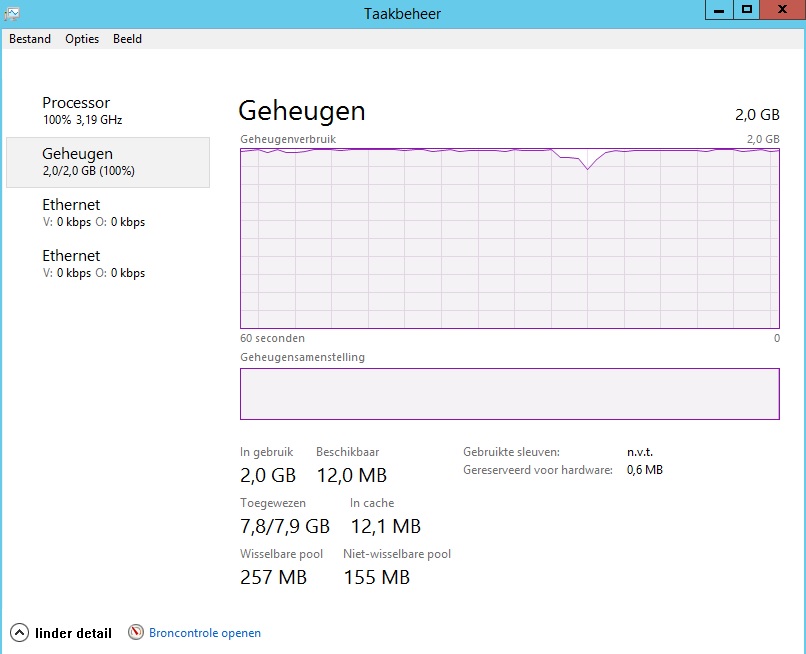 Taakbeheer
Bestand Opties Beeld
Processor
100% 3,19 GHz
Geheugen
2,0/2,0 GB (100%)
Ethernet
V: 0 kbps O: 0 kbps
Ethernet
V: 0 kbps O: 0 kbps
Geheugen 2,0 GB
Geheugenverbruik 2,0 GB
60 seconden 0
Geheugensamenstelling
In gebruik Beschikbaar
2,0 GB 12,0 MB
Toegewezen In cache
7,8/7,9 GB 12,1 MB
Wisselbare pool Niet-wisselbare pool
257 MB 155 MB
Gebruikte sleuven: n.v.t.
Gereserveerd voor hardware: 0,6 MB
linder detail Broncontrole openen